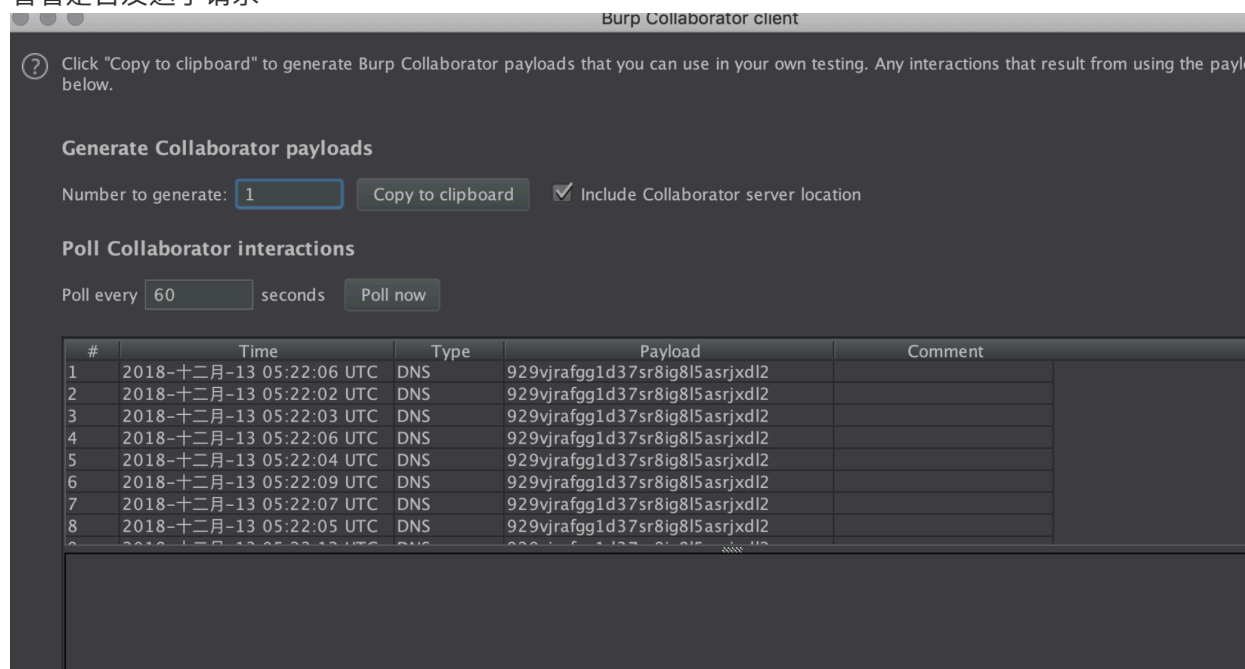 Burp Collaborator client
Click "Copy to clipboard" to generate Burp Collaborator payloads that you can use in your own testing. Any interactions that result from using the
below.
Generate Collaborator payloads
Number to generate: 1 Copy to clipboard Include Collaborator server location
Poll Collaborator interactions
Poll every 60 seconds Poll now
# Time Type Payload Comment
1 2018-十二月-13 05:22:06 UTC DNS 929vjrafgg1d37sr8ig8l5asrjxdl2
2 2018-十二月-13 05:22:02 UTC DNS 929vjrafgg1d37sr8ig8l5asrjxdl2
3 2018-十二月-13 05:22:03 UTC DNS 929vjrafgg1d37sr8ig8l5asrjxdl2
4 2018-十二月-13 05:22:06 UTC DNS 929vjrafgg1d37sr8ig8l5asrjxdl2
5 2018-十二月-13 05:22:04 UTC DNS 929vjrafgg1d37sr8ig8l5asrjxdl2
6 2018-十二月-13 05:22:09 UTC DNS 929vjrafgg1d37sr8ig8l5asrjxdl2
7 2018-十二月-13 05:22:07 UTC DNS 929vjrafgg1d37sr8ig8l5asrjxdl2
8 2018-十二月-13 05:22:05 UTC DNS 929vjrafgg1d37sr8ig8l5asrjxdl2